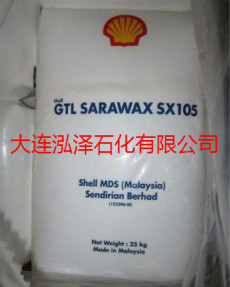 Shell
GTL SARAWAX SX105
大连泓泽石化有限公司
Shell MDS (Malaysia)
Sendirian Berhad
Net Weight : 25 kg
Made in Malaysia